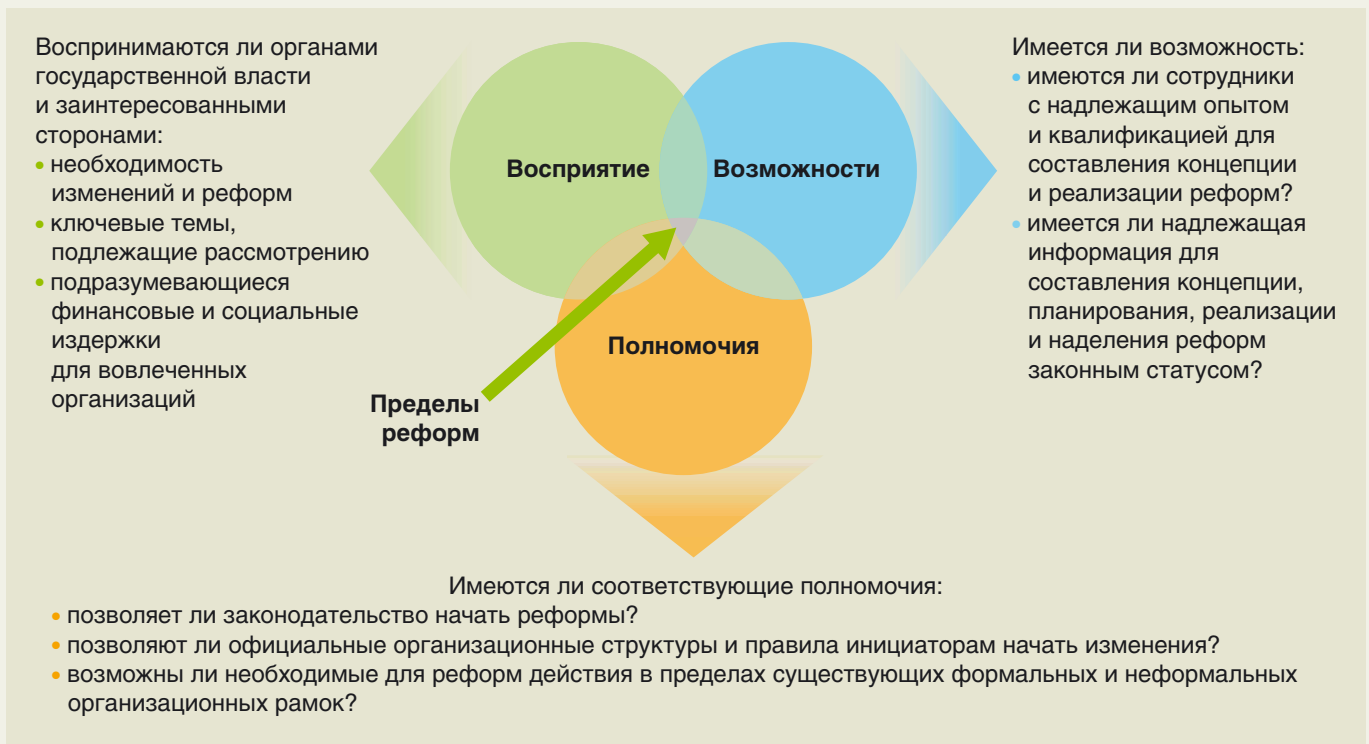 Воспринимаются ли органами
государственной власти
и заинтересованными
сторонами:
• необходимость
изменений и реформ
• ключевые темы,
подлежащие рассмотрению
• подразумевающиеся
финансовые и социальные
издержки
для вовлеченных
организаций
Восприятие
Возможности
Полномочия
Пределы
реформ
Имеется ли возможность:
• имеются ли сотрудники
с надлежащим опытом
и квалификацией для
составления концепции
и реализации реформ?
• имеется ли надлежащая
информация для
составления концепции,
планирования, реализации
и наделения реформ
законным статусом?
Имеются ли соответствующие полномочия:
• позволяет ли законодательство начать реформы?
• позволяют ли официальные организационные структуры и правила инициаторам начать изменения?
• возможны ли необходимые для реформ действия в пределах существующих формальных и неформальных
организационных рамок?